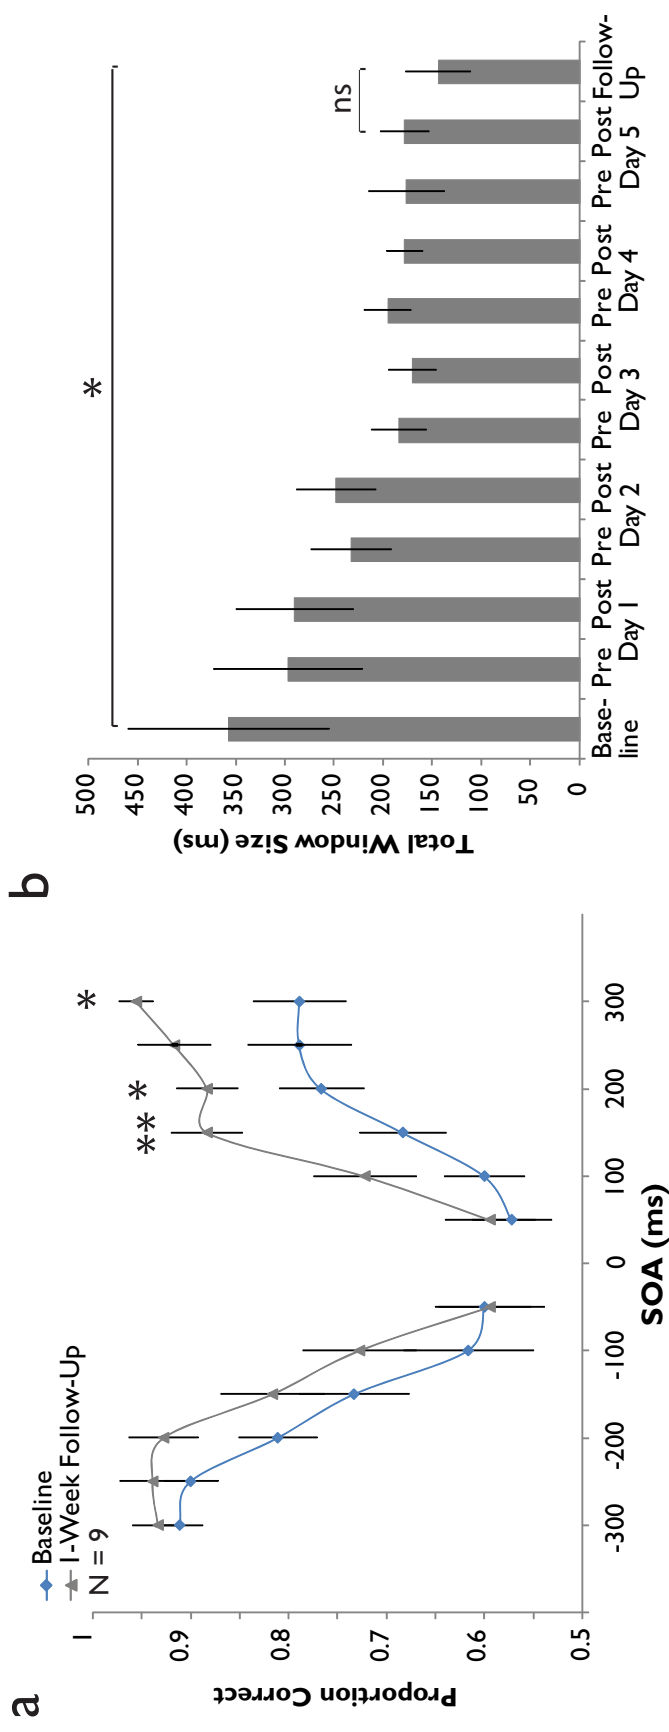 a
Baseline
1-Week Follow-Up
N = 9
Proportion Correct
1
0.9
0.8
0.7
0.6
0.5
-300 -200 -100 0 100 200 300
SOA (ms)
**
*
*
b
Total Window Size (ms)
500
450
400
350
300
250
200
150
100
50
0
*
ns
Base- Pre Post Pre Post Pre Post Pre Post Pre Post Follow-
line Day 1 Day 2 Day 3 Day 4 Day 5 Up